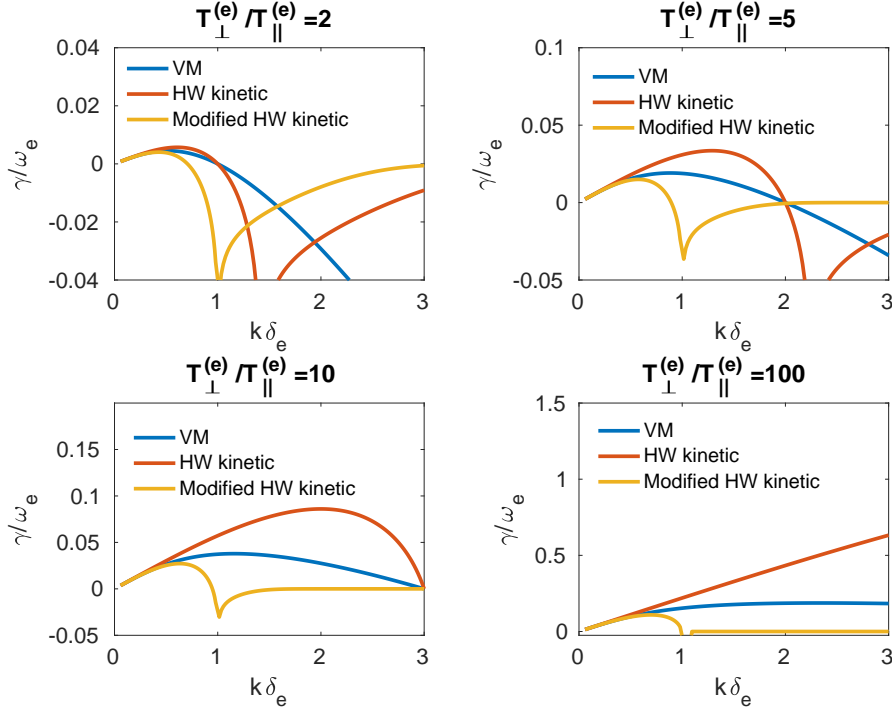 T⊥(e)/T∥(e)=2
0.04
0.02
0
-0.02
-0.04
γ/ωe
VM
HW kinetic
Modified HW kinetic
0 1 2 3
kδe
T⊥(e)/T∥(e)=5
0.1
0.05
0
-0.05
γ/ωe
VM
HW kinetic
Modified HW kinetic
0 1 2 3
kδe
T⊥(e)/T∥(e)=10
0.15
0.1
0.05
0
-0.05
γ/ωe
VM
HW kinetic
Modified HW kinetic
0 1 2 3
kδe
T⊥(e)/T∥(e)=100
1.5
1
0.5
0
γ/ωe
VM
HW kinetic
Modified HW kinetic
0 1 2 3
kδe